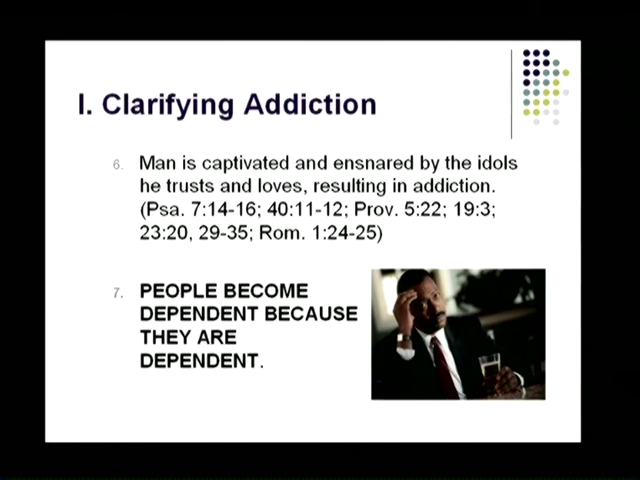 I. Clarifying Addiction
6. Man is captivated and ensnared by the idols
he trusts and loves, resulting in addiction.
(Psa. 7:14-16; 40:11-12; Prov. 5:22; 19:3;
23:20, 29-35; Rom. 1:24-25)
7. PEOPLE BECOME
DEPENDENT BECAUSE
THEY ARE
DEPENDENT.